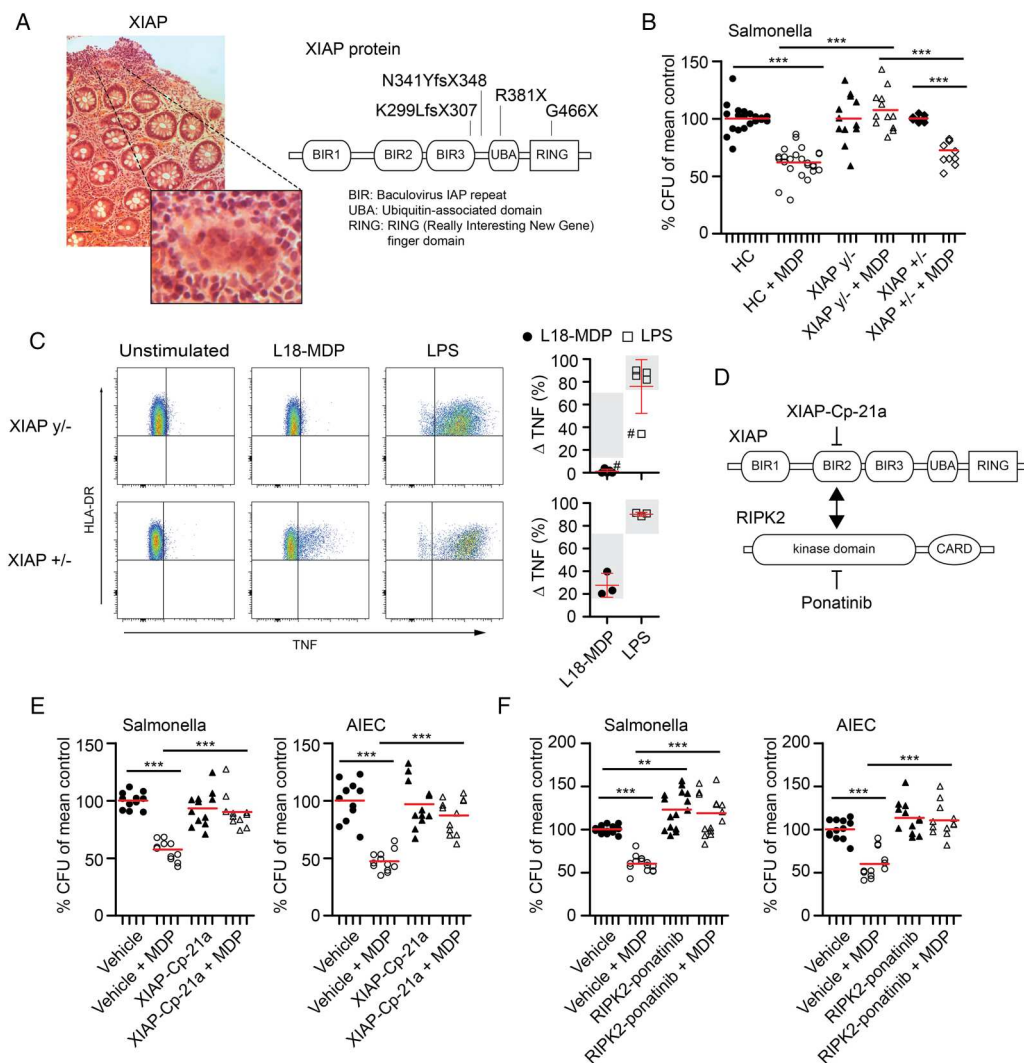 A
XIAP
XIAP protein
N341YfsX348
K299LfsX307
R381X
G466X
BIR1
BIR2
BIR3
UBA
RING
BIR: Baculovirus IAP repeat
UBA: Ubiquitin-associated domain
RING: RING (Really Interesting New Gene)
finger domain
B
Salmonella
***
***
***
***
% CFU of mean control
150
100
50
0
HC
HC + MDP
XIAP y/-
XIAP y/- + MDP
XIAP +/-
XIAP +/- + MDP
C
Unstimulated
L18-MDP
LPS
XIAP y/-
XIAP +/-
HLA-DR
TNF
● L18-MDP □ LPS
Δ TNF (%)
100
80
60
40
20
0
#
#
Δ TNF (%)
100
80
60
40
20
0
L18-MDP
LPS
D
XIAP-Cp-21a
XIAP
BIR1
BIR2
BIR3
UBA
RING
RIPK2
kinase domain
CARD
Ponatinib
E
Salmonella
% CFU of mean control
150
100
50
0
***
***
Vehicle
Vehicle + MDP
XIAP-Cp-21a
XIAP-Cp-21a + MDP
AIEC
% CFU of mean control
150
100
50
0
***
***
Vehicle
Vehicle + MDP
XIAP-Cp-21a
XIAP-Cp-21a + MDP
F
Salmonella
% CFU of mean control
200
150
100
50
0
***
**
***
Vehicle
Vehicle + MDP
RIPK2-ponatinib
RIPK2-ponatinib + MDP
AIEC
% CFU of mean control
200
150
100
50
0
***
***
Vehicle
Vehicle + MDP
RIPK2-ponatinib
RIPK2-ponatinib + MDP